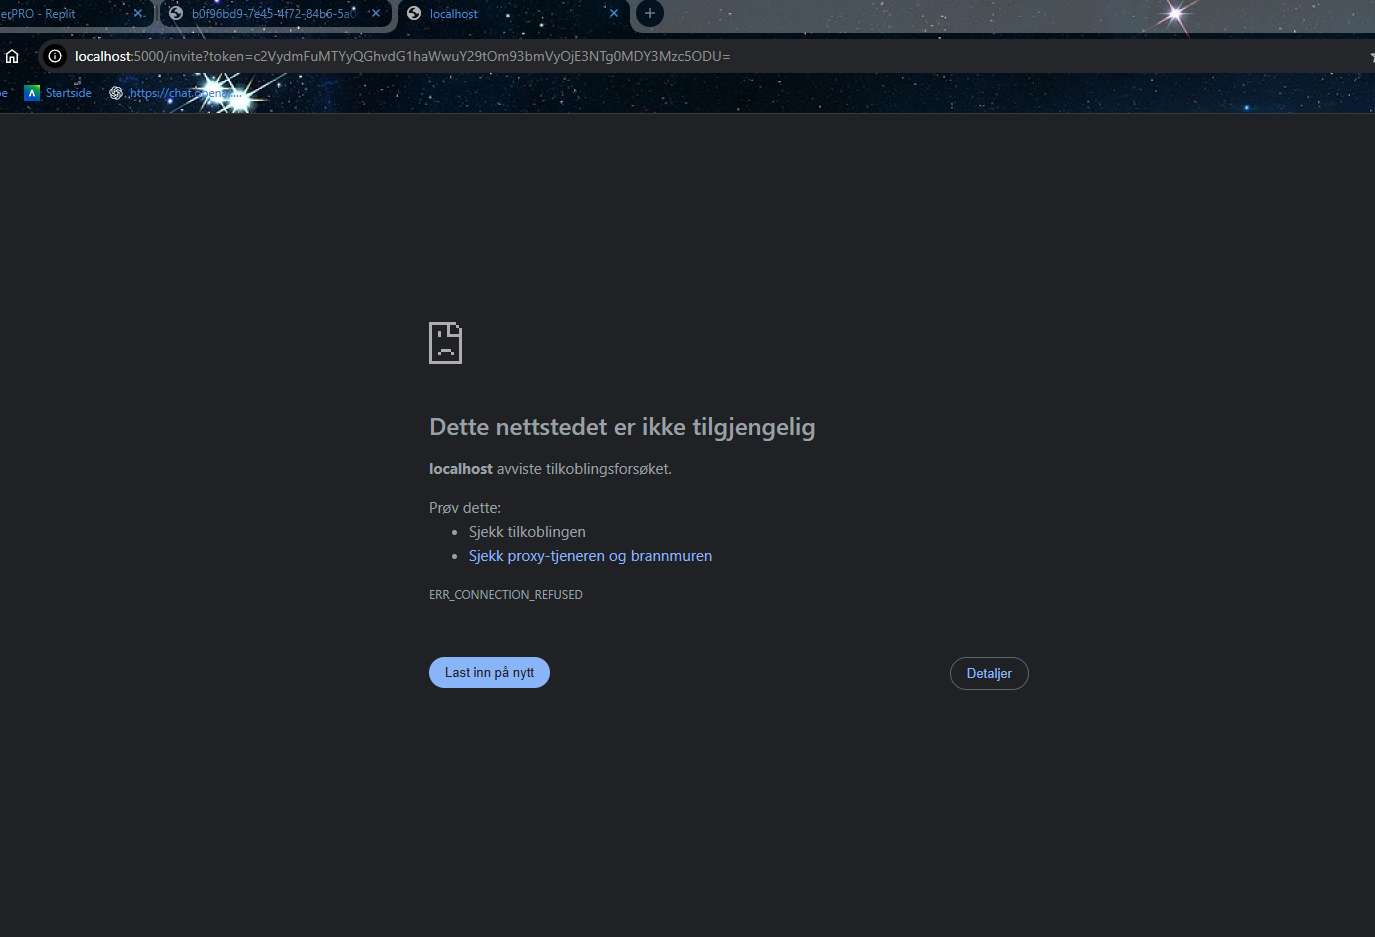 erPRO - Replit
b0f96bd9-7e45-4f72-84b6-5a0
localhost
localhost:5000/invite?token=c2VydmFuMTYyQGhvdG1haWwuY29tOm93bmVyOjE3NTg0MDY3Mzc5ODU=
Startside
https://chat.openai....
Dette nettstedet er ikke tilgjengelig
localhost avviste tilkoblingsforsøket.
Prøv dette:
• Sjekk tilkoblingen
• Sjekk proxy-tjeneren og brannmuren
ERR_CONNECTION_REFUSED
Last inn på nytt
Detaljer